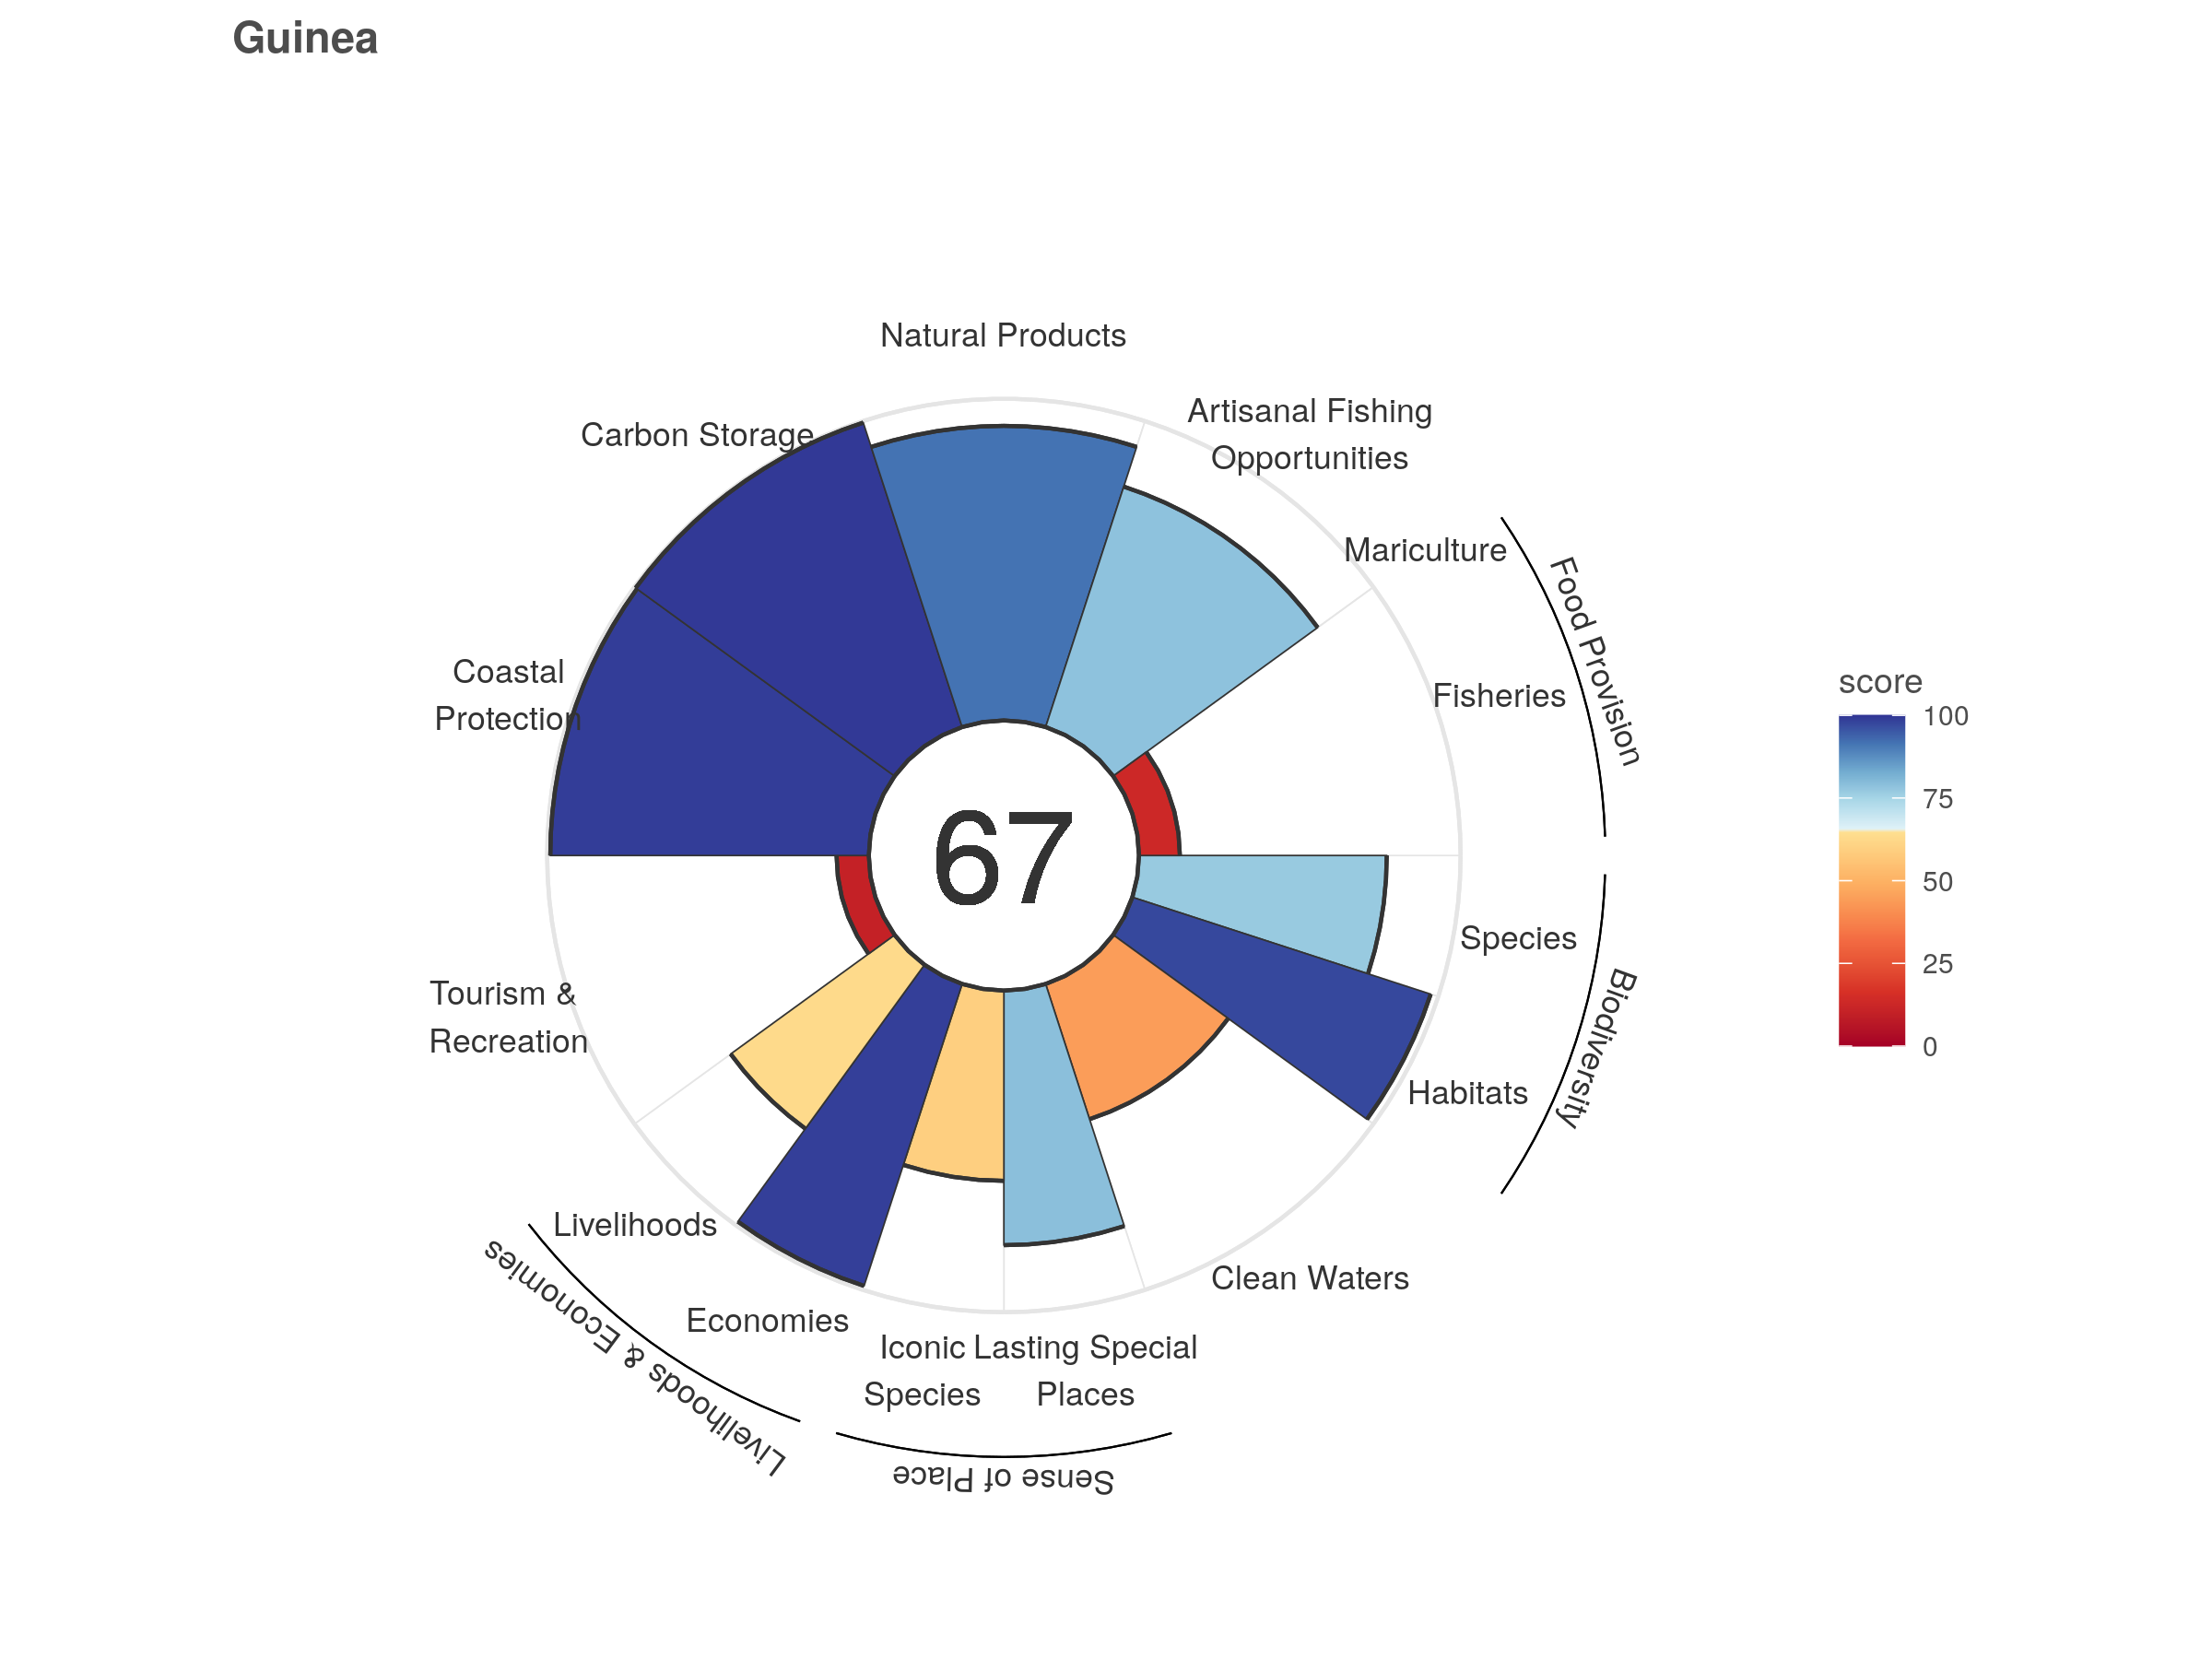 Guinea
Natural Products
Artisanal Fishing
Opportunities
Carbon Storage
Mariculture
Food Provision
Fisheries
Coastal
Protection
67
score
100
75
50
25
0
Species
Biodiversity
Habitats
Tourism &
Recreation
Livelihoods
Clean Waters
Economies
Iconic
Species
Lasting Special
Places
Livelihoods & Economies
Sense of Place